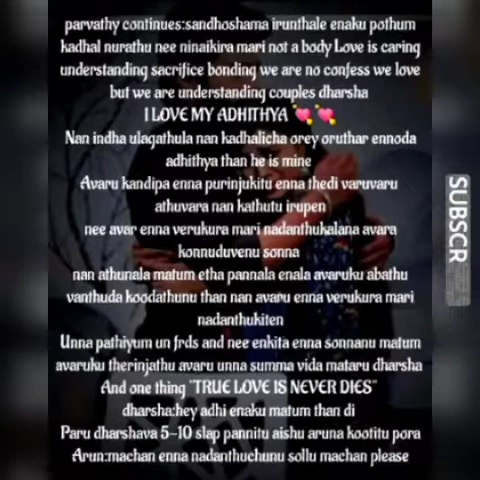 parvathy continues:sandhoshama irunthale enaku pothum
kadhal nurathu nee ninaikira mari not a body Love is caring
understanding sacrifice bonding we are no confess we love
but we are understanding couples dharsha
I LOVE MY ADHITHYA 💘 💘
Nan indha ulagathula nan kadhalicha orey oruthar ennoda
adhithya than he is mine
Avaru kandipa enna purinjukitu enna thedi varuvaru
athuvara nan kathutu irupen
nee avar enna verukura mari nadanthukalana avara
konnuduvenu sonna
nan athunala matum etha pannala enala avaruku abathu
vanthuda koodathunu than nan avaru enna verukura mari
nadanthukiten
Unna pathiyum un frds and nee enkita enna sonnanu matum
avaruku therinjathu avaru unna summa vida mataru dharsha
And one thing "TRUE LOVE IS NEVER DIES"
dharsha:hey adhi enaku matum than di
Paru dharshava 5-10 slap pannitu aishu aruna kootitu pora
Arun:machan enna nadanthuchunu sollu machan please
SUBSCR